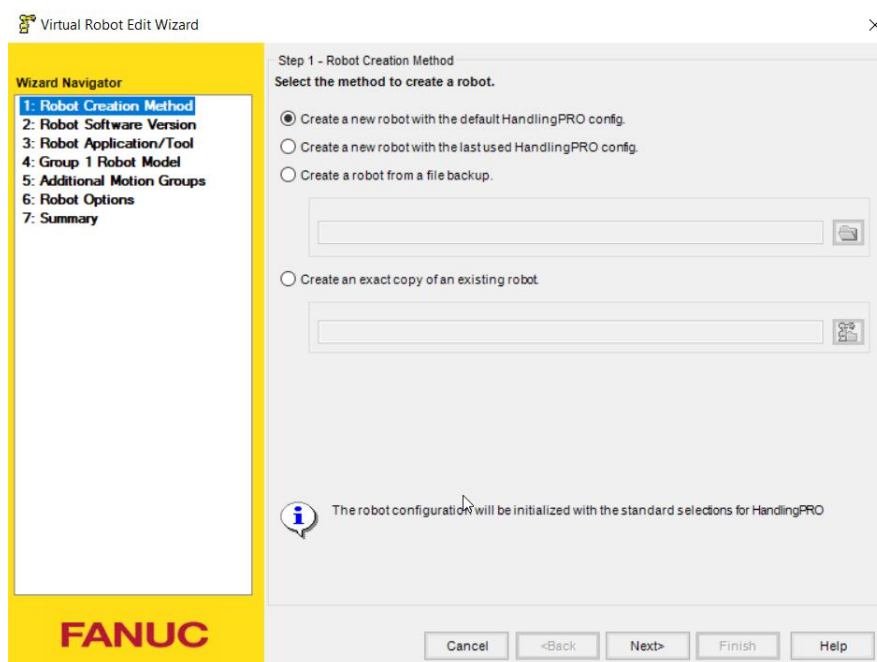 Virtual Robot Edit Wizard
Wizard Navigator
1: Robot Creation Method
2: Robot Software Version
3: Robot Application/Tool
4: Group 1 Robot Model
5: Additional Motion Groups
6: Robot Options
7: Summary
Step 1 - Robot Creation Method
Select the method to create a robot.
Create a new robot with the default HandlingPRO config.
Create a new robot with the last used HandlingPRO config.
Create a robot from a file backup.
Create an exact copy of an existing robot.
The robot configuration will be initialized with the standard selections for HandlingPRO
FANUC
Cancel <Back Next> Finish Help